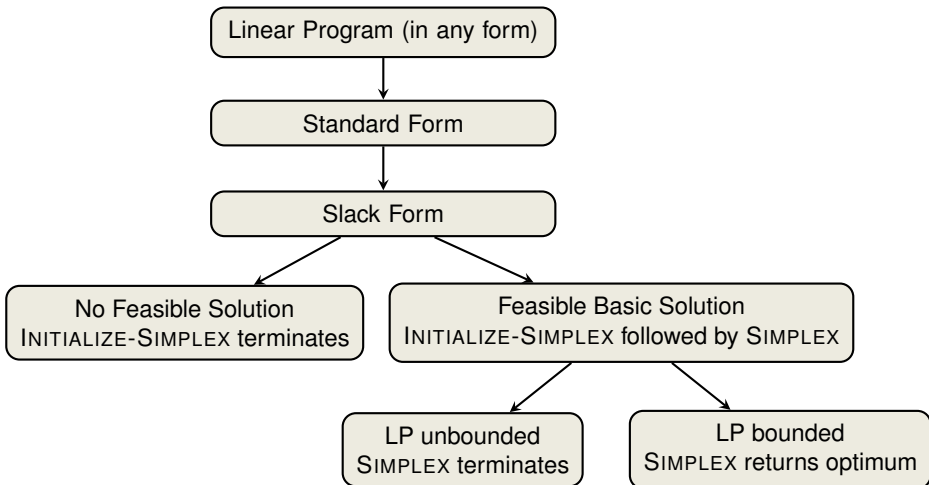 Linear Program (in any form)
Standard Form
Slack Form
No Feasible Solution
INITIALIZE-SIMPLEX terminates
Feasible Basic Solution
INITIALIZE-SIMPLEX followed by SIMPLEX
LP unbounded
SIMPLEX terminates
LP bounded
SIMPLEX returns optimum